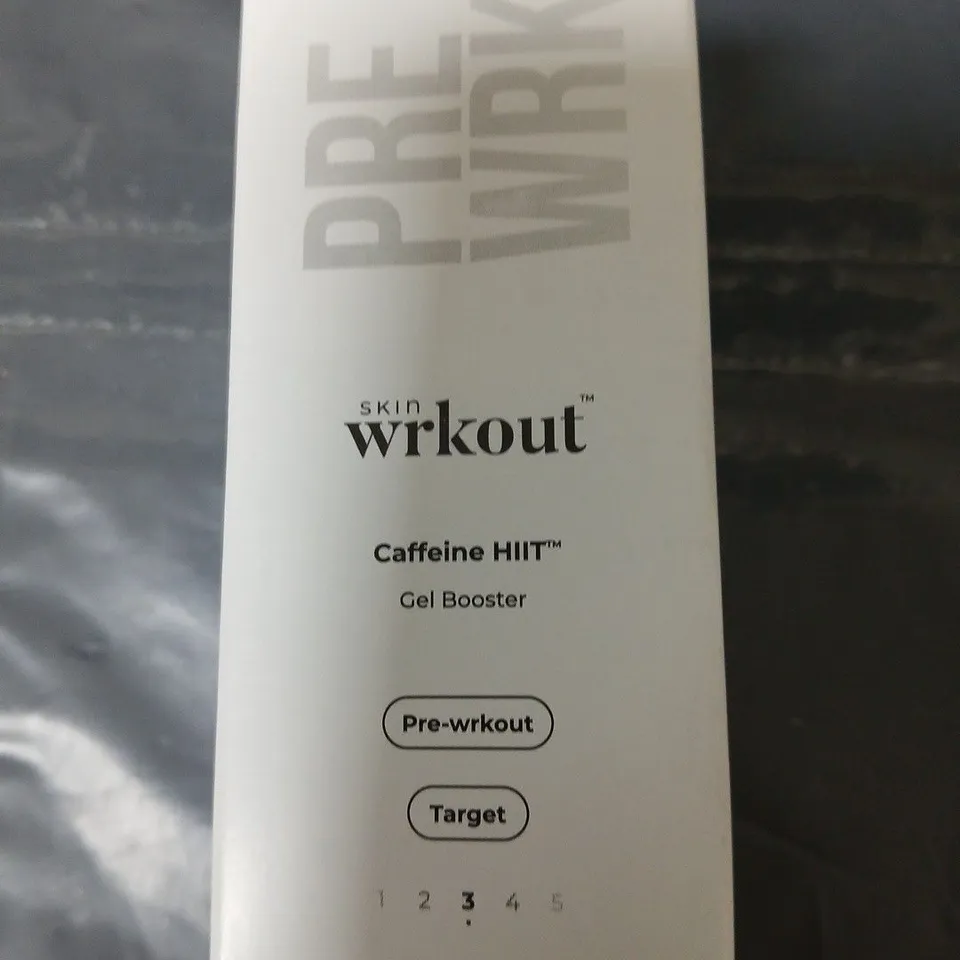 PRE
WRK
SKIN
wrkout™
Caffeine HIIT™
Gel Booster
Pre-wrkout
Target
1 2 3 4 5